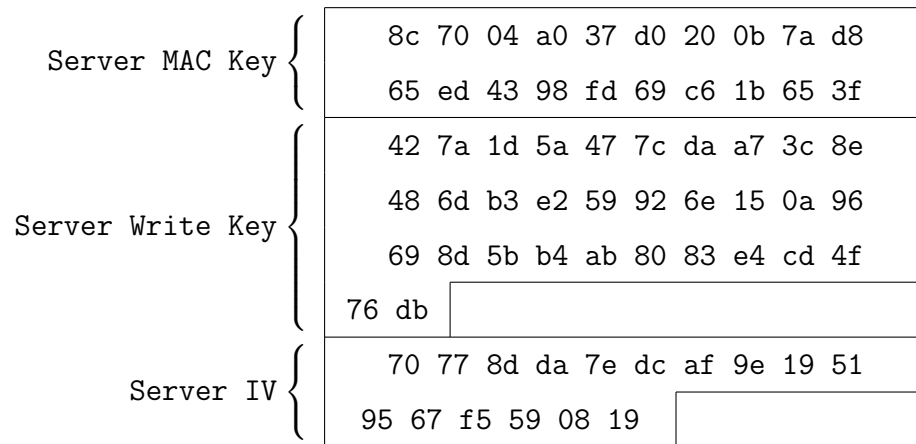 Server MAC Key
8c 70 04 a0 37 d0 20 0b 7a d8
65 ed 43 98 fd 69 c6 1b 65 3f
Server Write Key
42 7a 1d 5a 47 7c da a7 3c 8e
48 6d b3 e2 59 92 6e 15 0a 96
69 8d 5b b4 ab 80 83 e4 cd 4f
76 db
Server IV
70 77 8d da 7e dc af 9e 19 51
95 67 f5 59 08 19